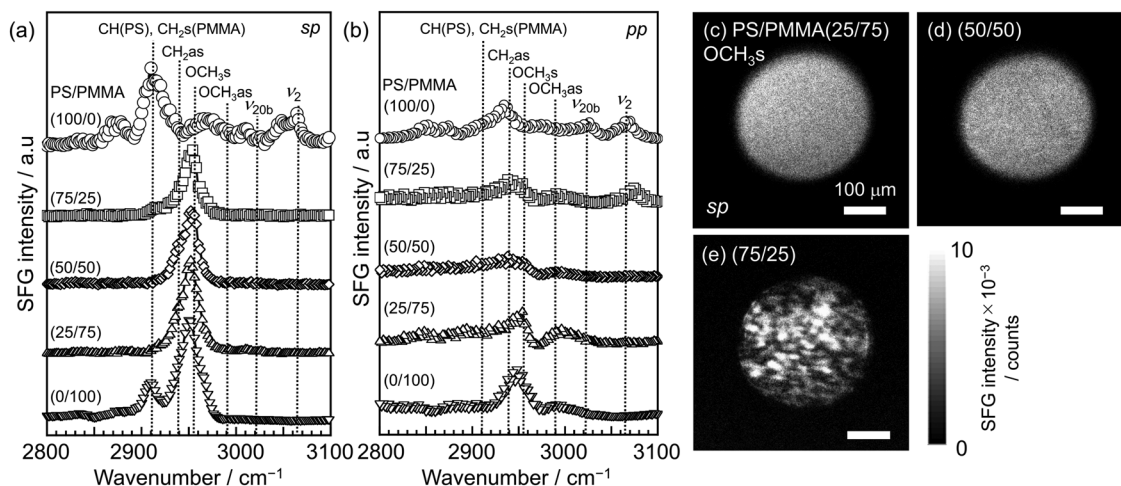 (a)
CH(PS), CH₂s(PMMA)
sp
CH₂as
OCH₃s
OCH₃as
ν₂₀b
ν₂
PS/PMMA
(100/0)
(75/25)
(50/50)
(25/75)
(0/100)
SFG intensity / a.u
2800
2900
3000
3100
Wavenumber / cm⁻¹
(b)
CH(PS), CH₂s(PMMA)
pp
CH₂as
OCH₃s
OCH₃as
ν₂₀b
ν₂
PS/PMMA
(100/0)
(75/25)
(50/50)
(25/75)
(0/100)
SFG intensity / a.u
2800
2900
3000
3100
Wavenumber / cm⁻¹
(c) PS/PMMA(25/75)
OCH₃s
100 μm
sp
(d) (50/50)
(e) (75/25)
10
0
SFG intensity × 10⁻³
/ counts